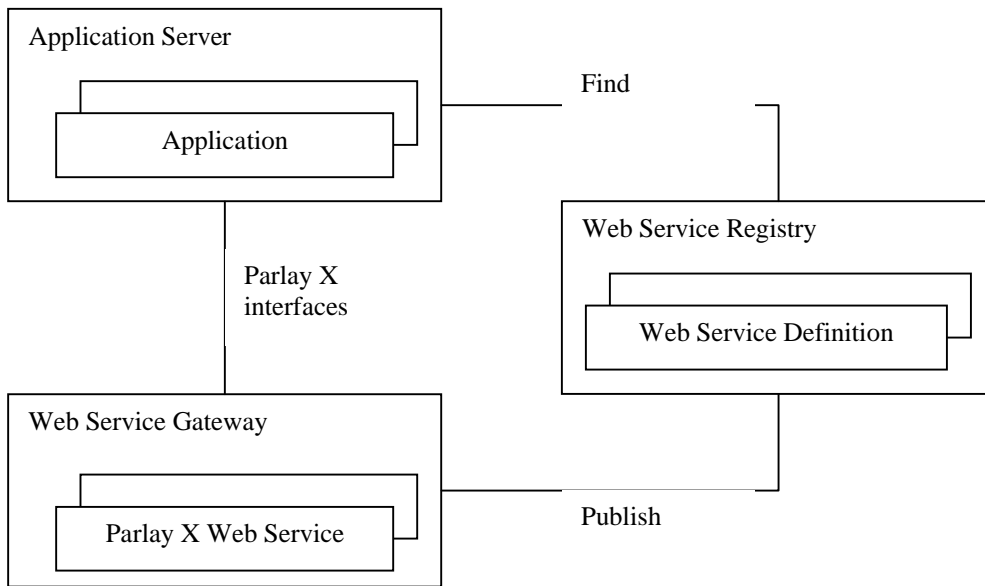 Application Server
Find
Application
Web Service Registry
Parlay X
interfaces
Web Service Definition
Web Service Gateway
Publish
Parlay X Web Service